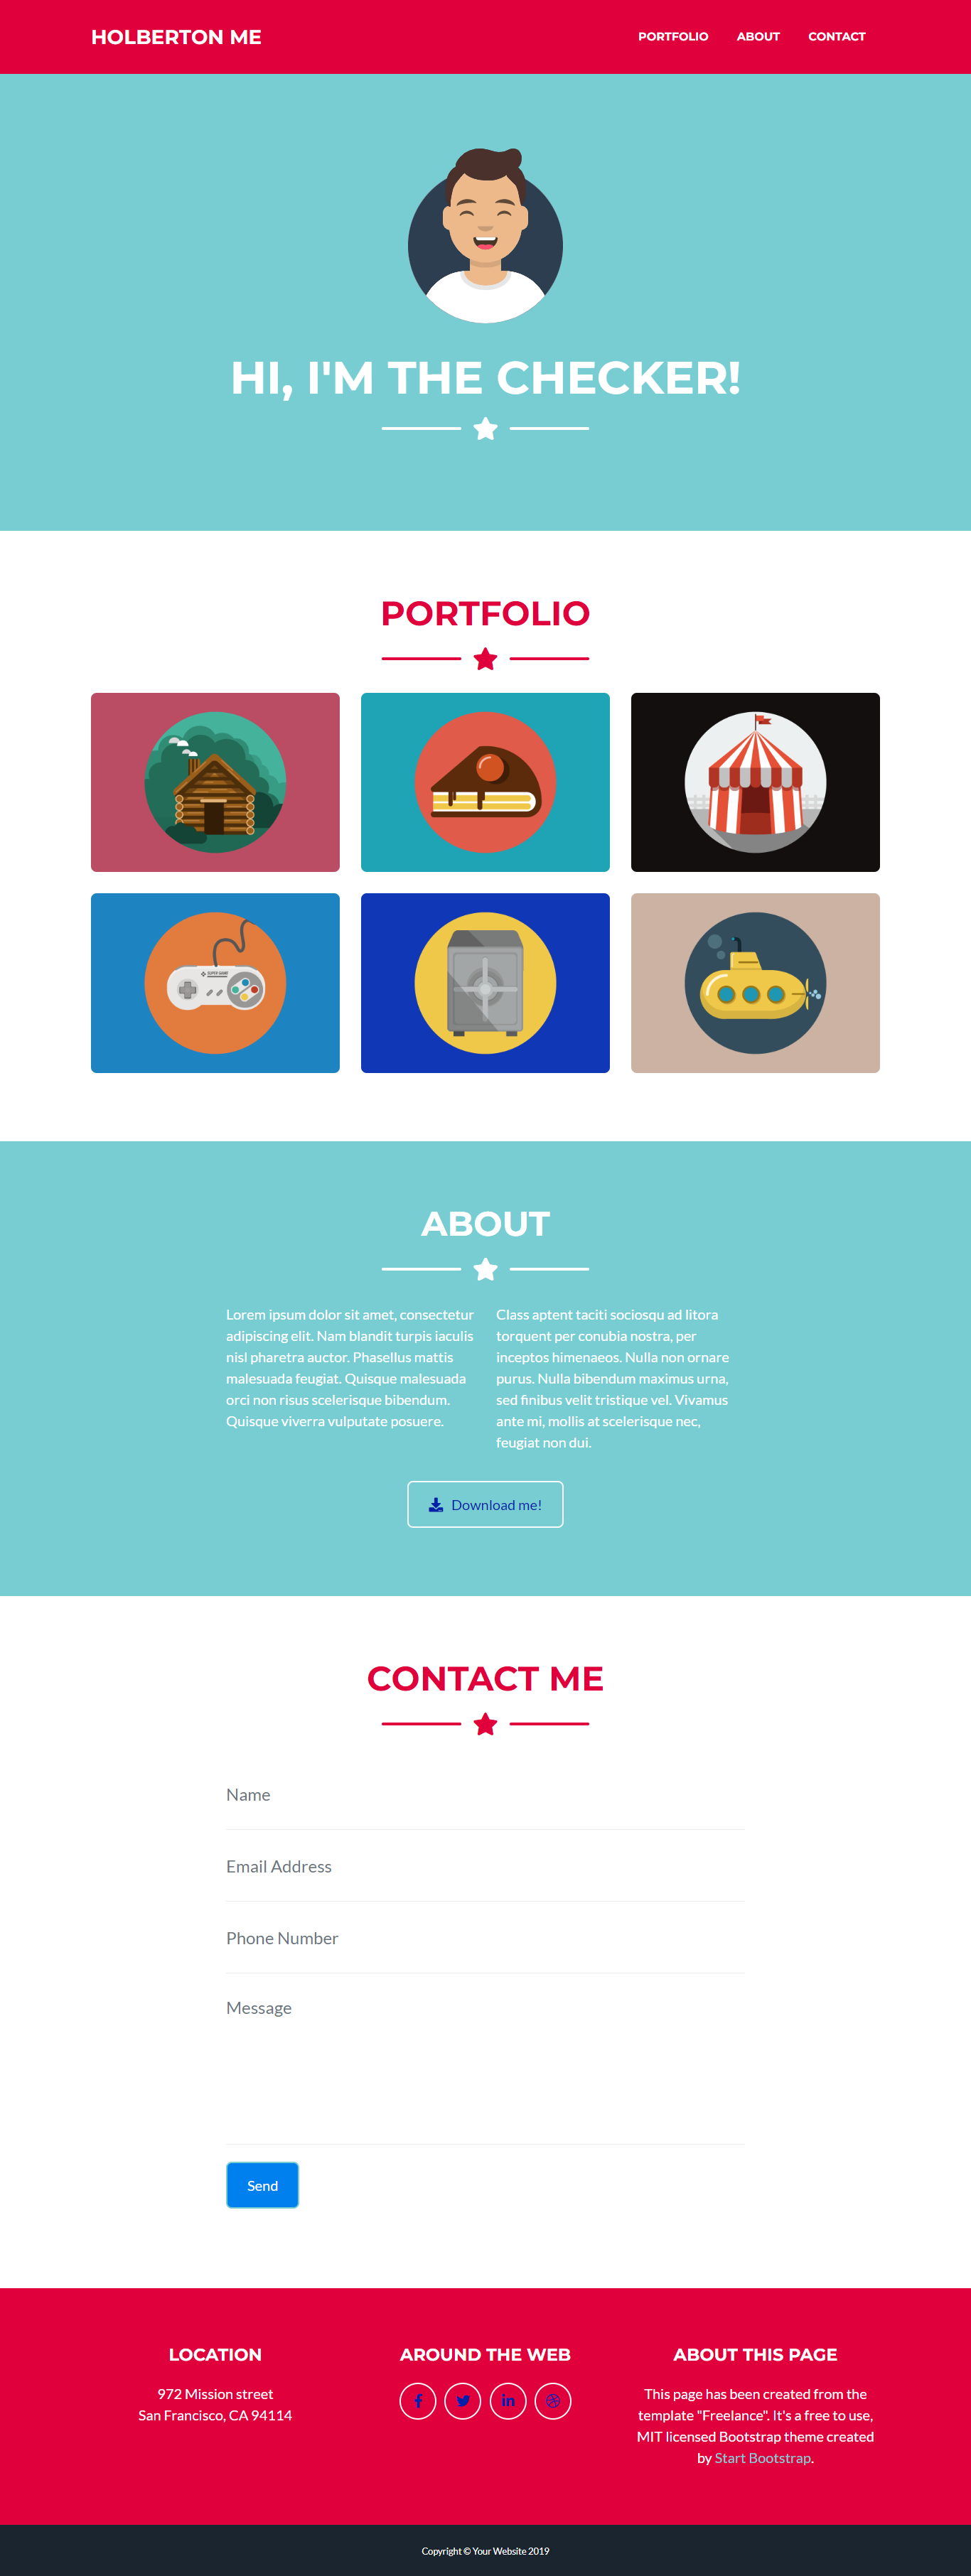 HOLBERTON ME
PORTFOLIO
ABOUT
CONTACT
HI, I'M THE CHECKER!
PORTFOLIO
SUPER GAME
ABOUT
Lorem ipsum dolor sit amet, consectetur
adipiscing elit. Nam blandit turpis iaculis
nisl pharetra auctor. Phasellus mattis
malesuada feugiat. Quisque malesuada
orci non risus scelerisque bibendum.
Quisque viverra vulputate posuere.
Class aptent taciti sociosqu ad litora
torquent per conubia nostra, per
inceptos himenaeos. Nulla non ornare
purus. Nulla bibendum maximus urna,
sed finibus velit tristique vel. Vivamus
ante mi, mollis at scelerisque nec,
feugiat non dui.
Download me!
CONTACT ME
Name
Email Address
Phone Number
Message
Send
LOCATION
972 Mission street
San Francisco, CA 94114
AROUND THE WEB
ABOUT THIS PAGE
This page has been created from the
template "Freelance". It's a free to use,
MIT licensed Bootstrap theme created
by Start Bootstrap.
Copyright © Your Website 2019